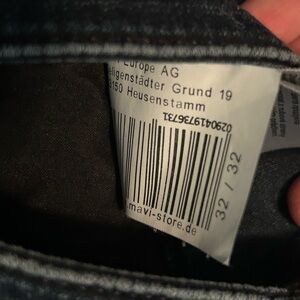 Europe AG
ligenstädter Grund 19
150 Heusenstamm
0290419736731
32 / 32
mavi-store.de